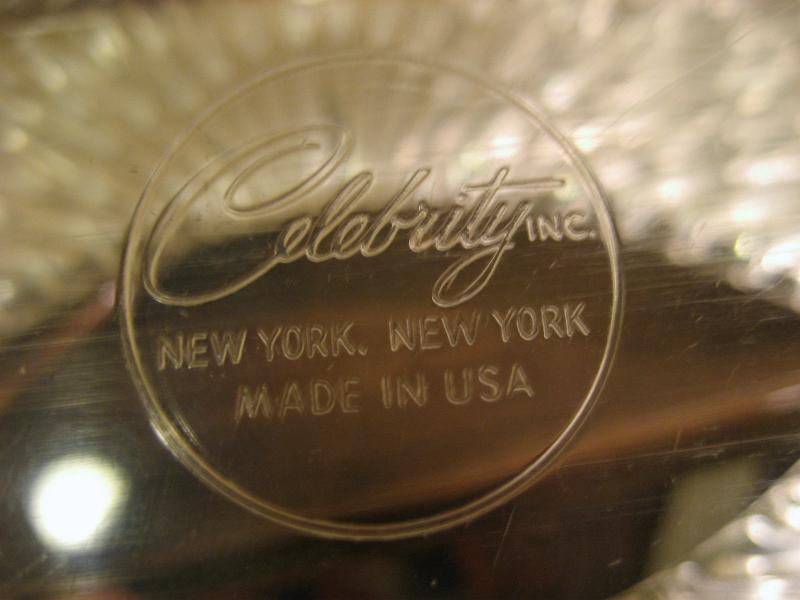 Celebrity INC.
NEW YORK. NEW YORK
MADE IN USA